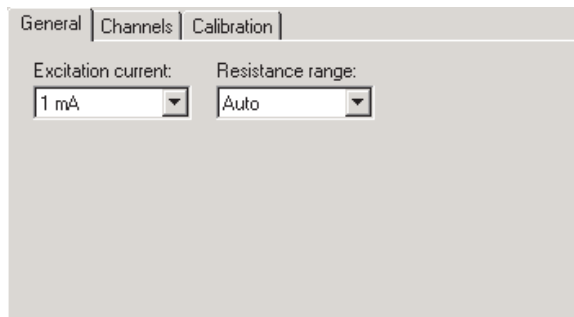 General Channels Calibration
Excitation current: Resistance range:
1 mA Auto